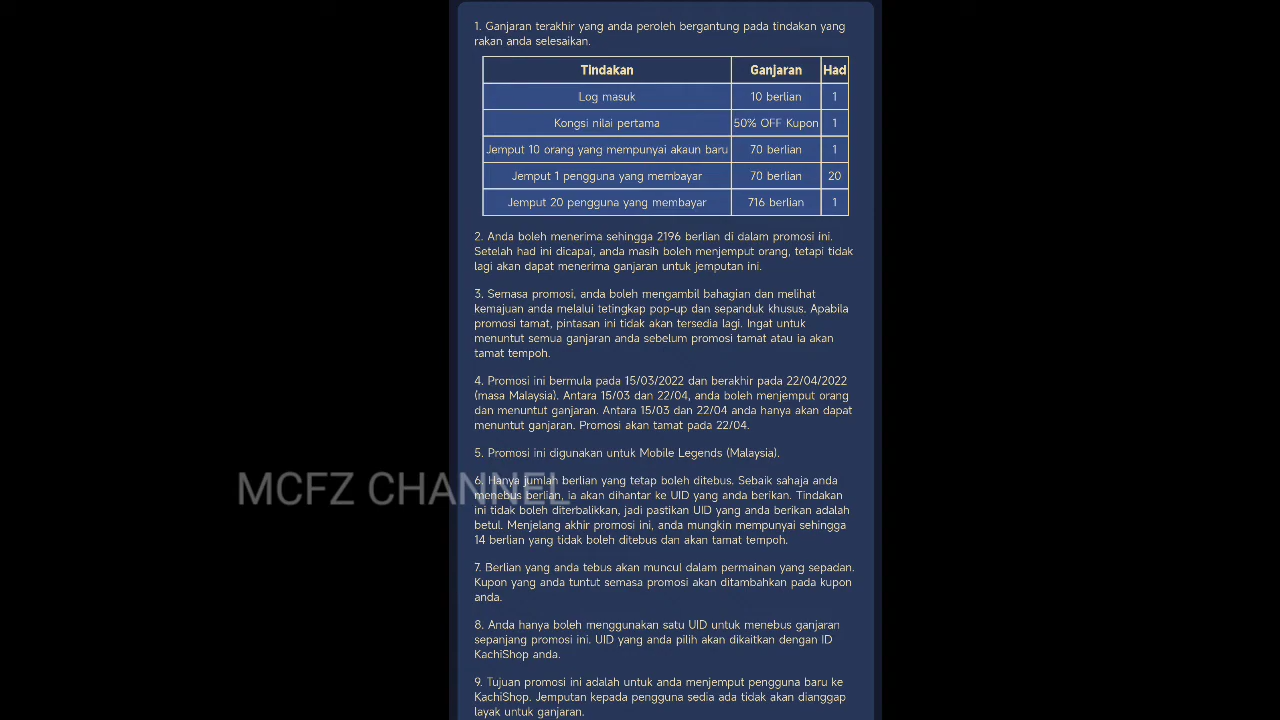 1. Ganjaran terakhir yang anda peroleh bergantung pada tindakan yang
rakan anda selesaikan.
Tindakan Ganjaran Had
Log masuk 10 berlian 1
Kongsi nilai pertama 50% OFF Kupon 1
Jemput 10 orang yang mempunyai akaun baru 70 berlian 1
Jemput 1 pengguna yang membayar 70 berlian 20
Jemput 20 pengguna yang membayar 716 berlian 1
2. Anda boleh menerima sehingga 2196 berlian di dalam promosi ini.
Setelah had ini dicapai, anda masih boleh menjemput orang, tetapi tidak
lagi akan dapat menerima ganjaran untuk jemputan ini.
3. Semasa promosi, anda boleh mengambil bahagian dan melihat
kemajuan anda melalui tetingkap pop-up dan sepanduk khusus. Apabila
promosi tamat, pintasan ini tidak akan tersedia lagi. Ingat untuk
menuntut semua ganjaran anda sebelum promosi tamat atau ia akan
tamat tempoh.
4. Promosi ini bermula pada 15/03/2022 dan berakhir pada 22/04/2022
(masa Malaysia). Antara 15/03 dan 22/04, anda boleh menjemput orang
dan menuntut ganjaran. Antara 15/03 dan 22/04 anda hanya akan dapat
menuntut ganjaran. Promosi akan tamat pada 22/04.
5. Promosi ini digunakan untuk Mobile Legends (Malaysia).
MCFZ CHANNEL
6. Hanya jumlah berlian yang tetap boleh ditebus. Sebaik sahaja anda
menebus berlian, ia akan dihantar ke UID yang anda berikan. Tindakan
ini tidak boleh diterbalikkan, jadi pastikan UID yang anda berikan adalah
betul. Menjelang akhir promosi ini, anda mungkin mempunyai sehingga
14 berlian yang tidak boleh ditebus dan akan tamat tempoh.
7. Berlian yang anda tebus akan muncul dalam permainan yang sepadan.
Kupon yang anda tuntut semasa promosi akan ditambahkan pada kupon
anda.
8. Anda hanya boleh menggunakan satu UID untuk menebus ganjaran
sepanjang promosi ini. UID yang anda pilih akan dikaitkan dengan ID
KachiShop anda.
9. Tujuan promosi ini adalah untuk anda menjemput pengguna baru ke
KachiShop. Jemputan kepada pengguna sedia ada tidak akan dianggap
layak untuk ganjaran.